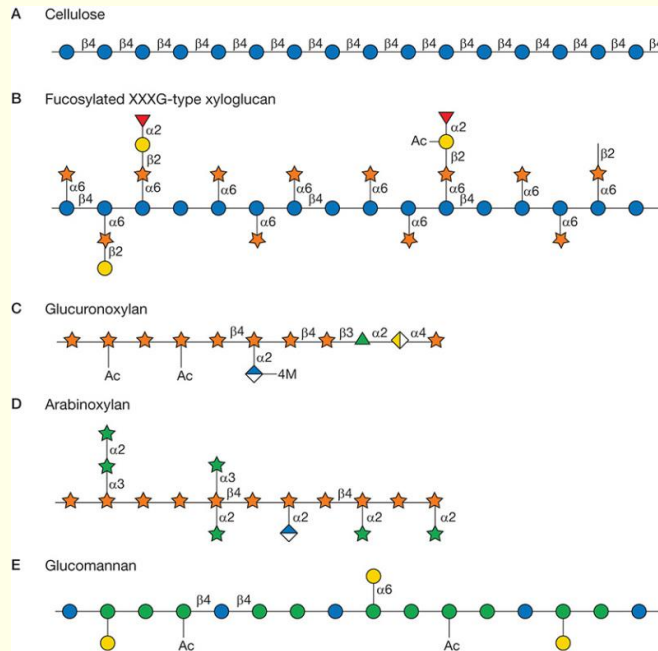 A Cellulose
β4 β4 β4 β4 β4 β4 β4 β4 β4 β4 β4 β4 β4 β4 β4
B Fucosylated XXXG-type xyloglucan
α2 α2
Ac
β2 β2 β2
α6 α6 α6 α6 α6 α6 α6 α6
β4 β4 β4
α6 α6 α6 α6
β2
C Glucuronoxylan
β4 β4 β3 α2 α4
α2
Ac Ac 4M
D Arabinoxylan
α2
α3 α3
β4 β4
α2 α2 α2 α2
E Glucomannan
α6
β4 β4
Ac Ac